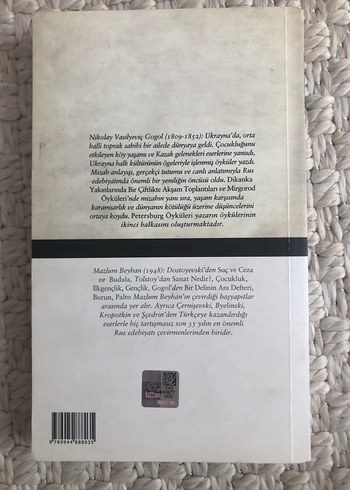 Nikolay Vasilyeviç Gogol (1809-1852): Ukrayna'da, orta
halli toprak sahibi bir ailede dünyaya geldi. Çocukluğunu
etkileyen köy yaşamı ve Kazak gelenekleri eserlerine yansıdı,
Ukrayna halk kültürünün ögeleriyle işlenmiş öyküler yazdı.
Mizah anlayışı, gerçekçi tutumu ve canlı anlatımıyla Rus
edebiyatında önemli bir yeniliğin öncüsü oldu. Dikanka
Yakınlarında Bir Çiftlikte Akşam Toplantıları ve Mirgorod
Öyküleri'nde mizahın yanı sıra, yaşam karşısında
karamsarlık ve dünyanın kötülüğü üzerine düşüncelerini
ortaya koydu. Petersburg Öyküleri yazarın öykülerinin
ikinci halkasını oluşturmaktadır.
Mazlum Beyhan (1948): Dostoyevski'den Suç ve Ceza
ve Budala, Tolstoy'dan Sanat Nedir?, Çocukluk,
İlkgençlik, Gençlik, Gogol'den Bir Delinin Anı Defteri,
Burun, Palto Mazlum Beyhan'ın çevirdiği başyapıtlar
arasında yer alır. Ayrıca Çernişevski, Byelinski,
Kropotkin ve Şçedrin'den Türkçeye kazandırdığı
eserlerle hiç tartışmasız son 35 yılın en önemli
Rus edebiyatı çevirmenlerinden biridir.